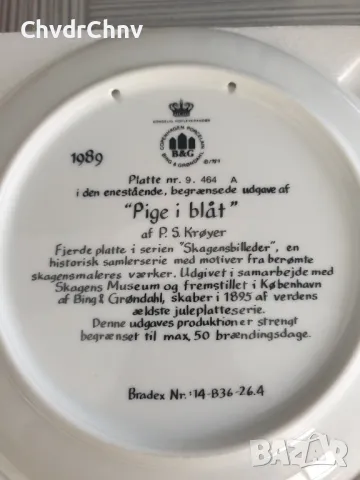 ChvdrChnv
COPENHAGEN PORCELAIN
B&G
BING & GRØNDAHL
1989
Platte nr. 9. 464 A
i den enestående, begrænsede udgave af
"Pige i blåt"
af P. S. Krøyer
Fjerde platte i serien "Skagensbilleder", en
historisk samlerserie med motiver fra berømte
skagensmaleres værker. Udgivet i samarbejde med
Skagens Museum og fremstillet i København
af Bing & Grøndahl, skaber i 1895 af verdens
ældste juleplatteserie.
Denne udgaves produktion er strengt
begrænset til max. 50 brændingsdage.
Bradex Nr.: 14-B36-26.4
BAZAR
bg